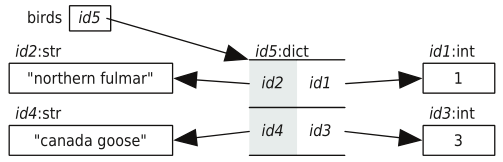 birds id5
id2:str id5:dict id1:int
"northern fulmar" id2 id1 1
id4:str id3:int
"canada goose" id4 id3 3